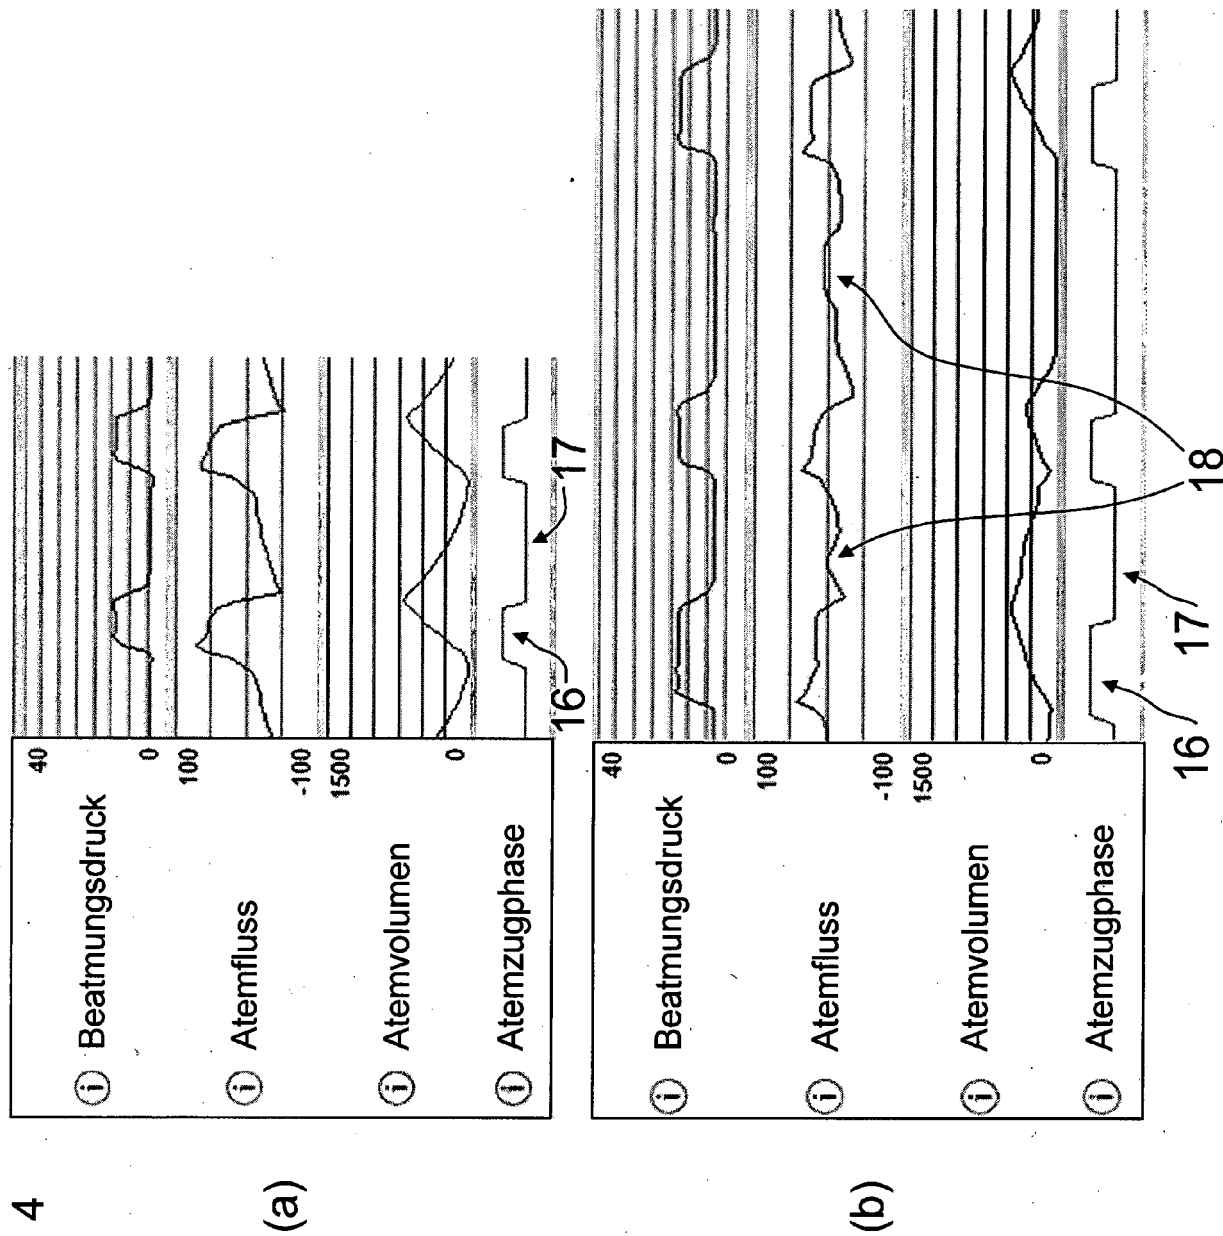 4
(a)
ⓘ Beatmungsdruck
40
0
ⓘ Atemfluss
100
-100
ⓘ Atemvolumen
1500
0
ⓘ Atemzugphase
16
17
(b)
ⓘ Beatmungsdruck
40
0
ⓘ Atemfluss
100
-100
ⓘ Atemvolumen
1500
0
ⓘ Atemzugphase
16
17
18